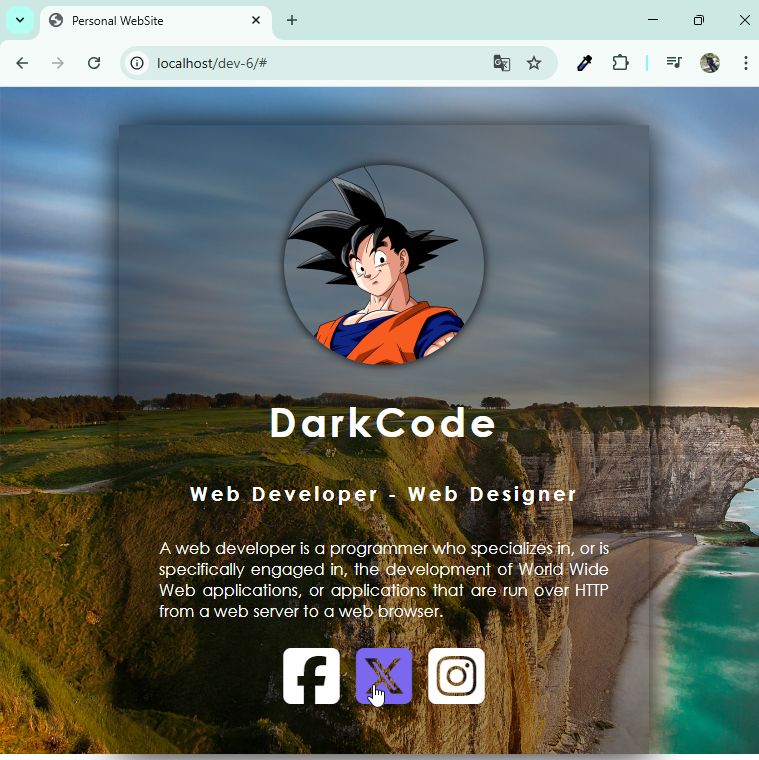 Personal WebSite
localhost/dev-6/#
DarkCode
Web Developer - Web Designer
A web developer is a programmer who specializes in, or is
specifically engaged in, the development of World Wide
Web applications, or applications that are run over HTTP
from a web server to a web browser.